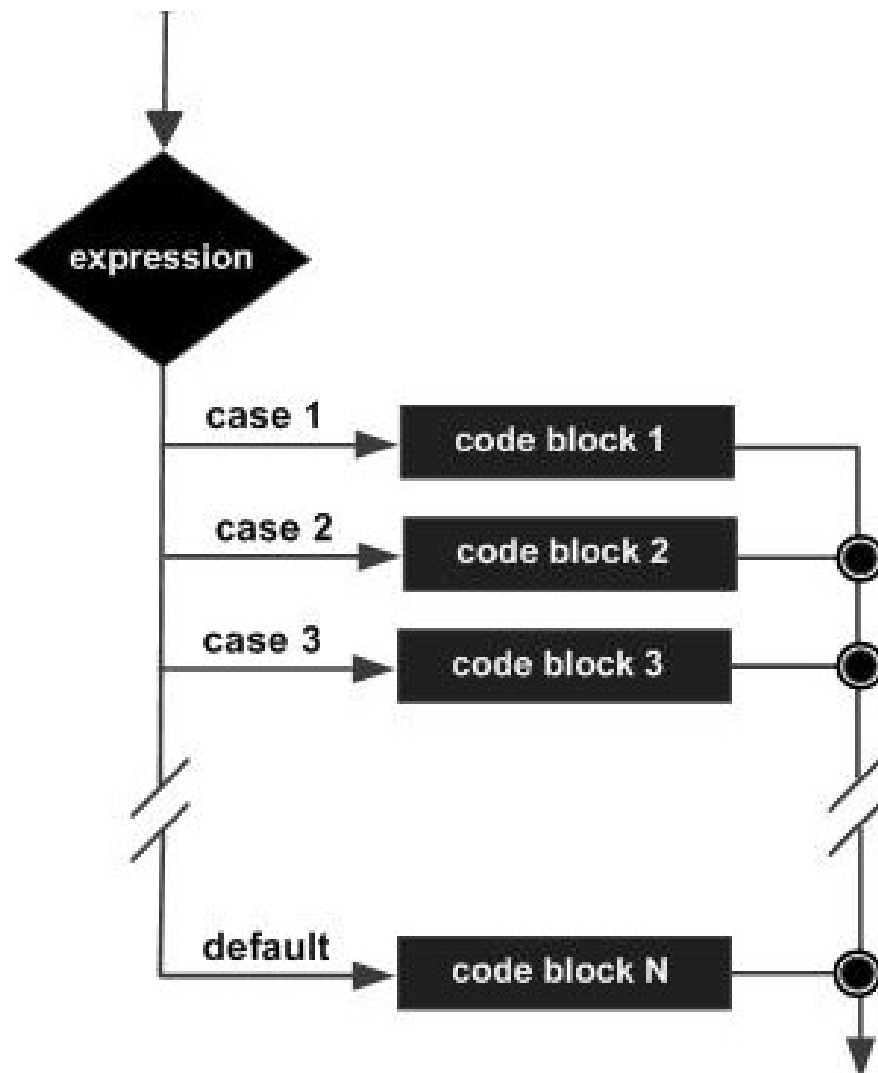 expression
case 1
code block 1
case 2
code block 2
case 3
code block 3
default
code block N